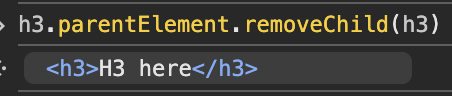 h3.parentElement.removeChild(h3)
<h3>H3 here</h3>